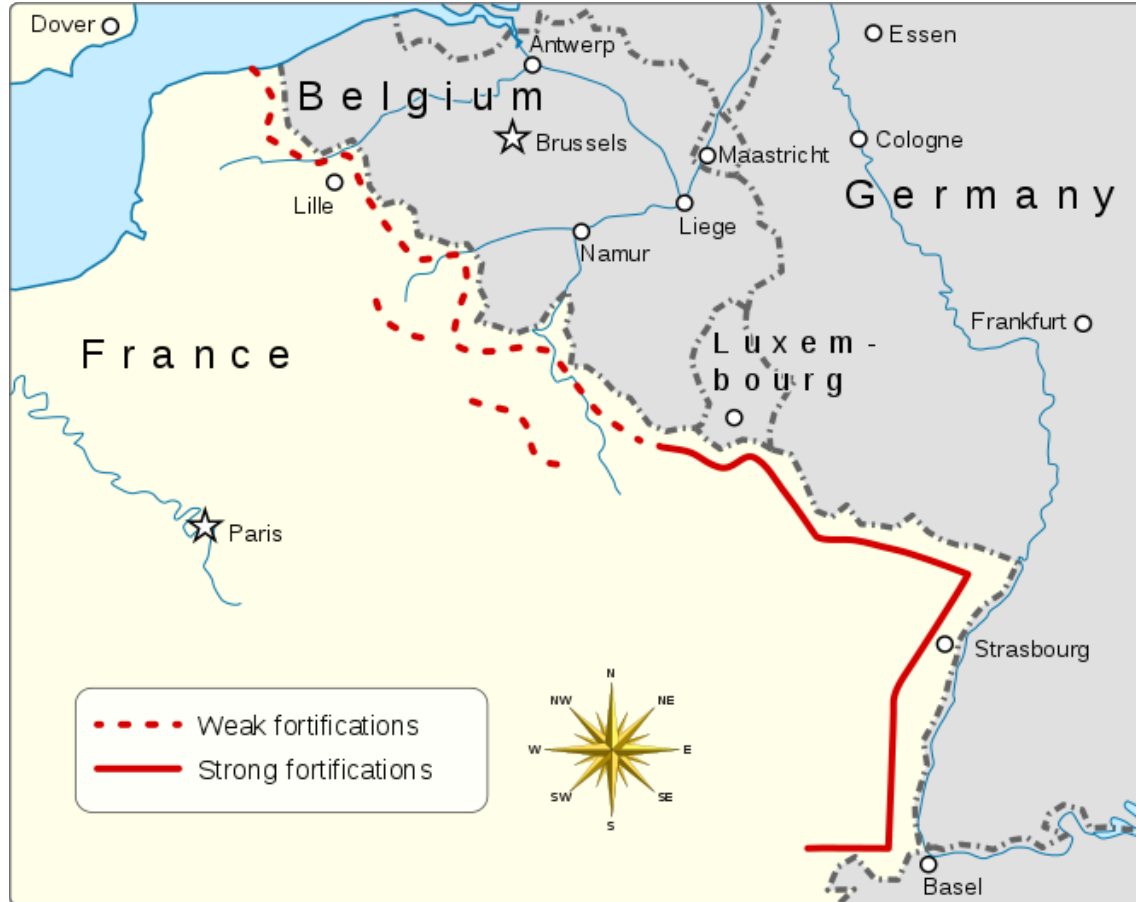 Dover
Essen
Antwerp
Belgium
Brussels
Cologne
Maastricht
Germany
Lille
Liege
Namur
Frankfurt
France
Luxem-
bourg
Paris
Strasbourg
N
NW
NE
W
E
SW
SE
S
Weak fortifications
Strong fortifications
Basel